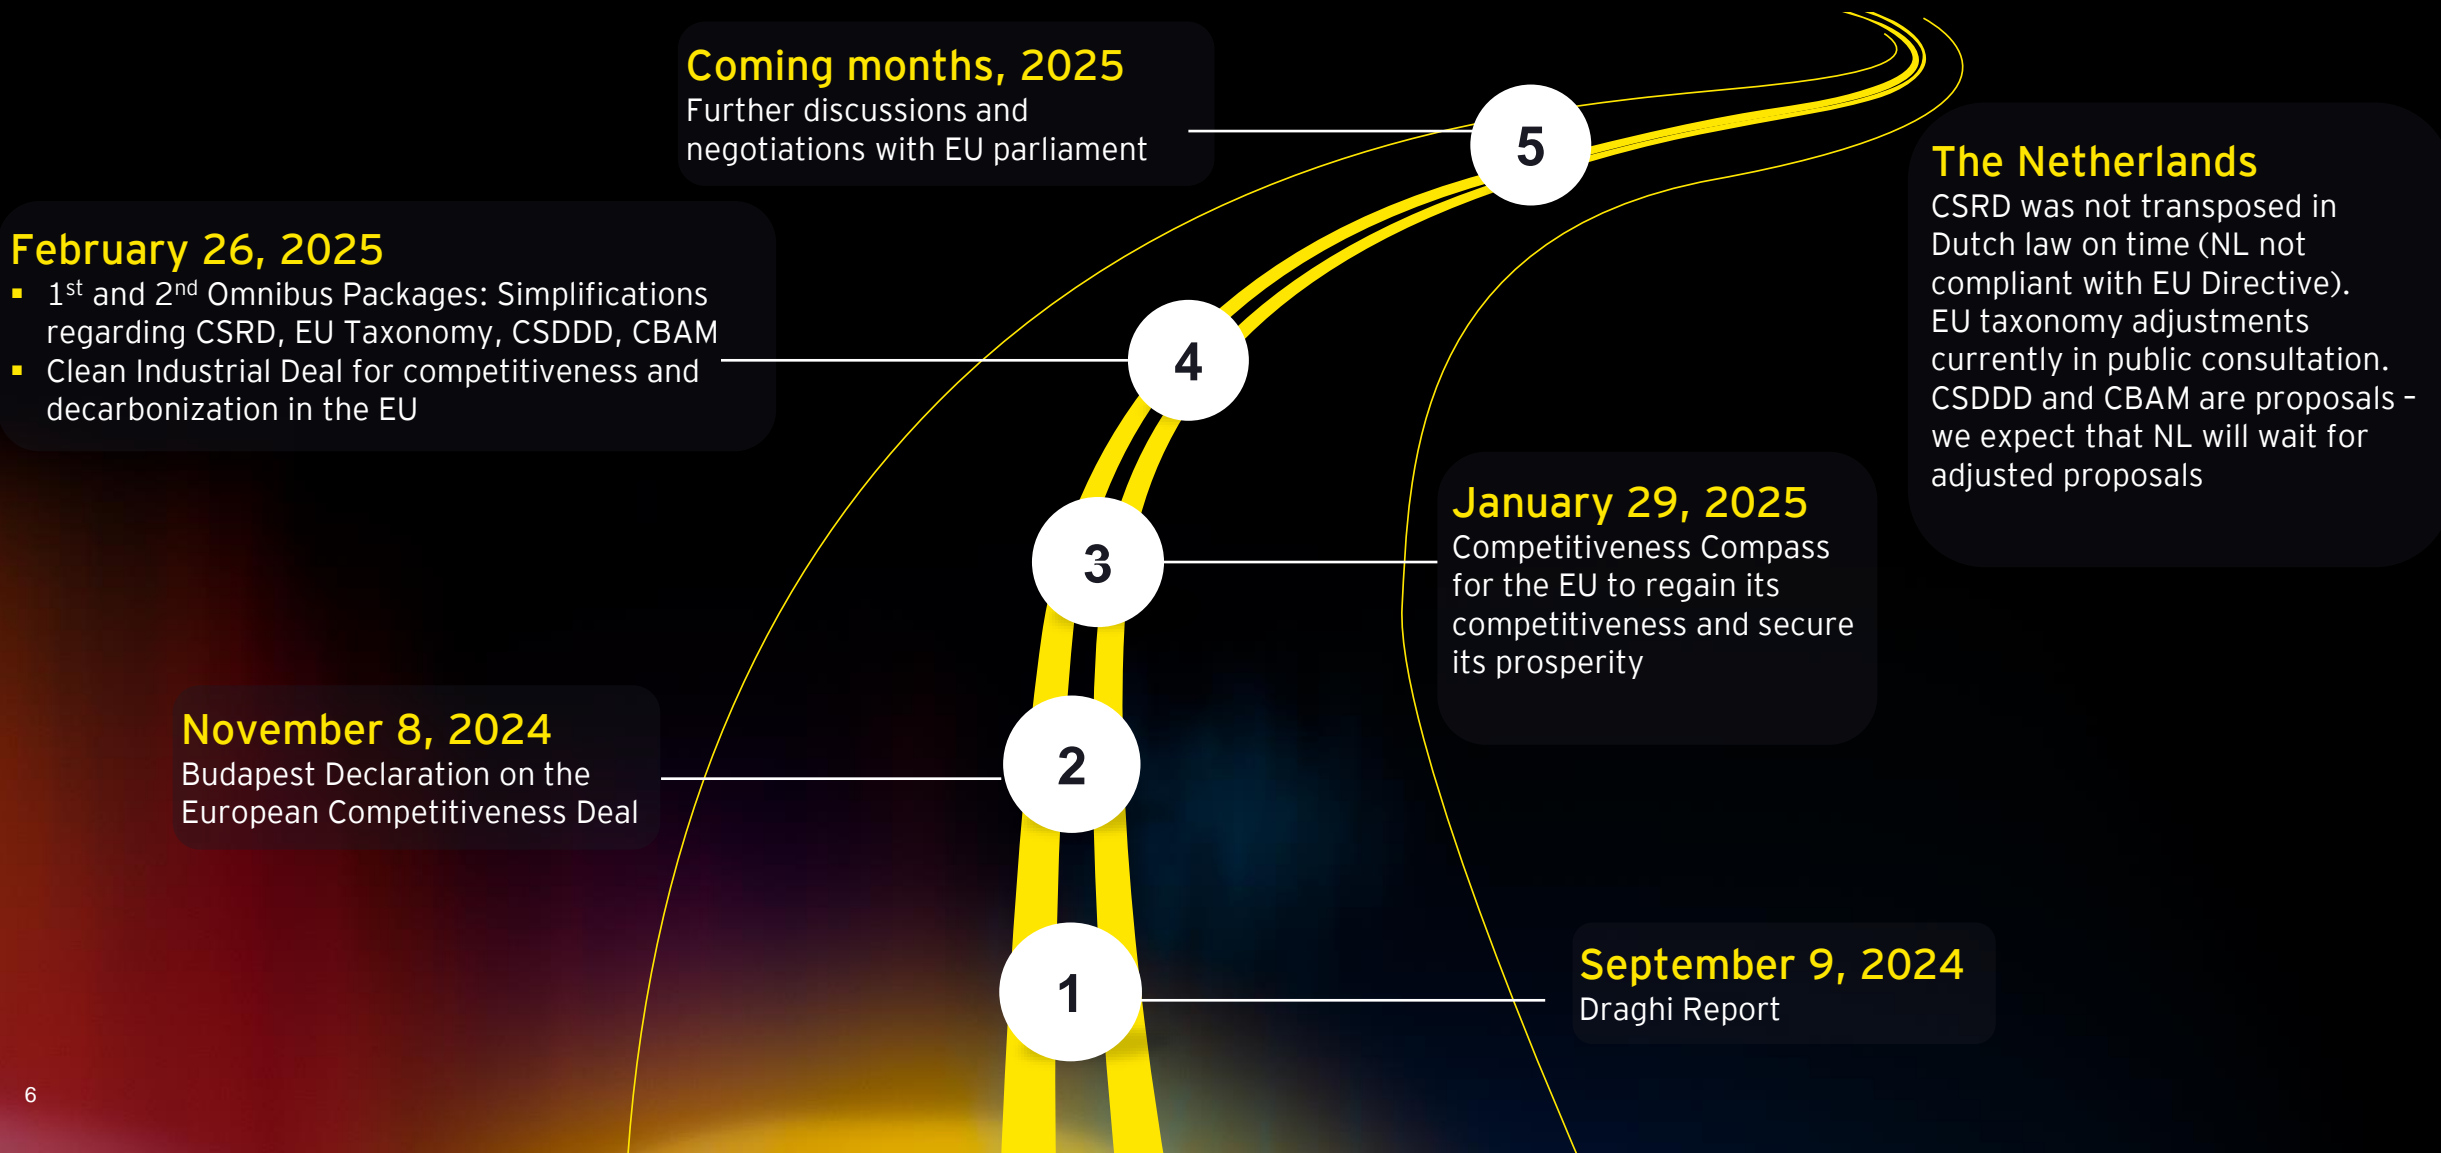 Coming months, 2025
Further discussions and
negotiations with EU parliament
5
The Netherlands
CSRD was not transposed in
Dutch law on time (NL not
compliant with EU Directive).
EU taxonomy adjustments
currently in public consultation.
CSDDD and CBAM are proposals –
we expect that NL will wait for
adjusted proposals
February 26, 2025
▪ 1st and 2nd Omnibus Packages: Simplifications
regarding CSRD, EU Taxonomy, CSDDD, CBAM
▪ Clean Industrial Deal for competitiveness and
decarbonization in the EU
4
3
January 29, 2025
Competitiveness Compass
for the EU to regain its
competitiveness and secure
its prosperity
November 8, 2024
Budapest Declaration on the
European Competitiveness Deal
2
1
September 9, 2024
Draghi Report
6